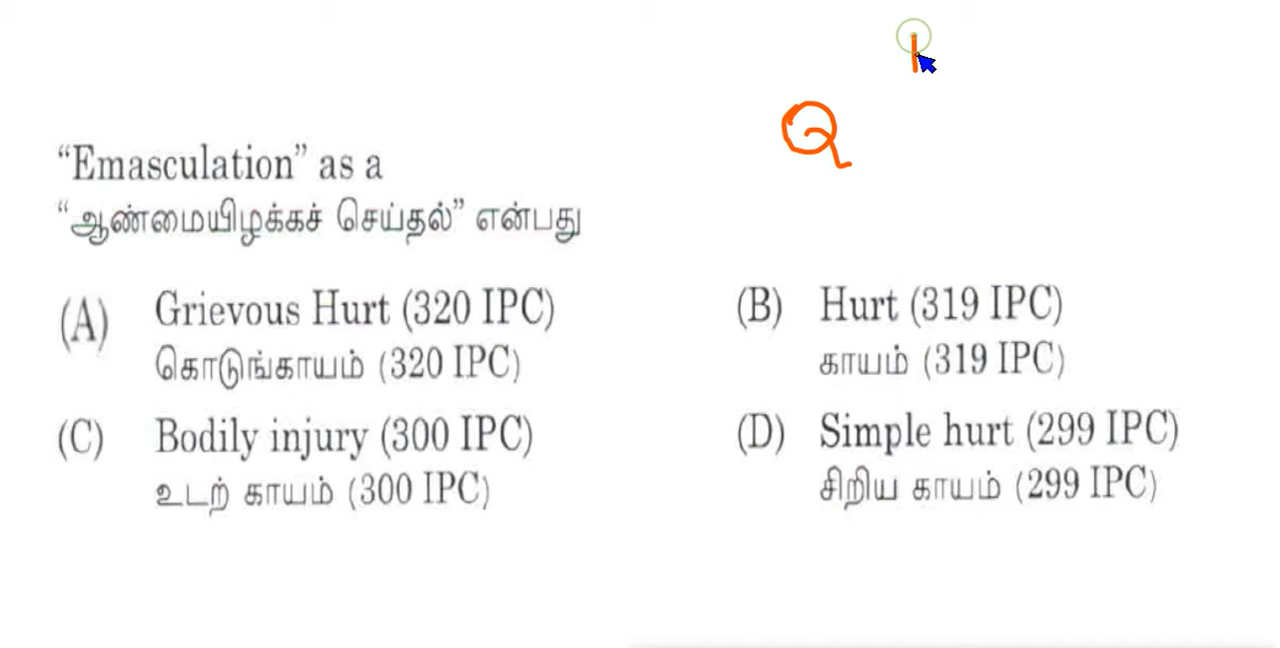 Q
"Emasculation" as a
"ஆண்மையிழக்கச் செய்தல்" என்பது
(A) Grievous Hurt (320 IPC)
கொடுங்காயம் (320 IPC)
(B) Hurt (319 IPC)
காயம் (319 IPC)
(C) Bodily injury (300 IPC)
உடற் காயம் (300 IPC)
(D) Simple hurt (299 IPC)
சிறிய காயம் (299 IPC)